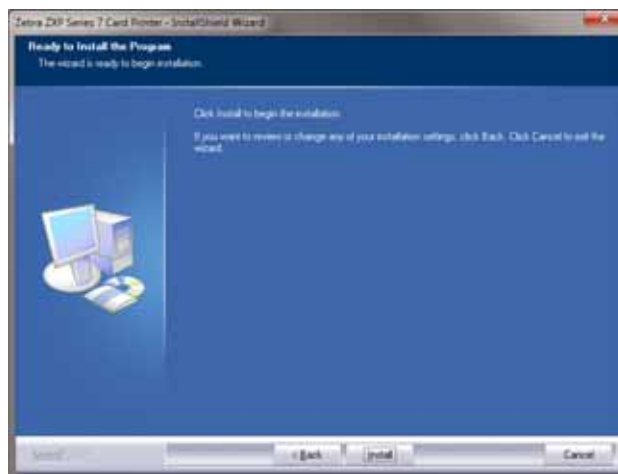 Zebra ZXP Series 7 Card Printer - InstallShield Wizard
Ready to Install the Program
The wizard is ready to begin installation.
Click Install to begin the installation.
If you want to review or change any of your installation settings, click Back. Click Cancel to exit the
wizard.
< Back
Install
Cancel